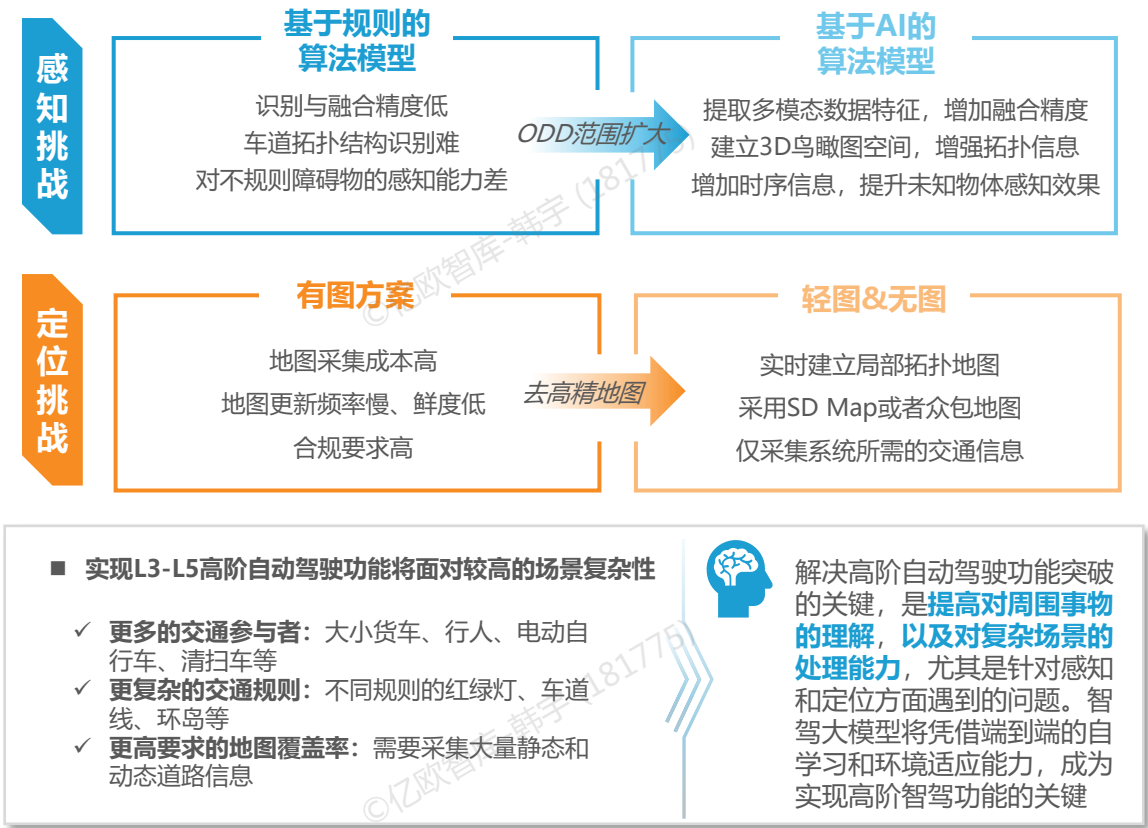 感知挑战
基于规则的
算法模型
识别与融合精度低
车道拓扑结构识别难
对不规则障碍物的感知能力差
ODD范围扩大
基于AI的
算法模型
提取多模态数据特征，增加融合精度
建立3D鸟瞰图空间，增强拓扑信息
增加时序信息，提升未知物体感知效果
定位挑战
有图方案
地图采集成本高
地图更新频率慢、鲜度低
合规要求高
去高精地图
轻图&无图
实时建立局部拓扑地图
采用SD Map或者众包地图
仅采集系统所需的交通信息
■ 实现L3-L5高阶自动驾驶功能将面对较高的场景复杂性
✓ 更多的交通参与者：大小货车、行人、电动自
行车、清扫车等
✓ 更复杂的交通规则：不同规则的红绿灯、车道
线、环岛等
✓ 更高要求的地图覆盖率：需要采集大量静态和
动态道路信息
解决高阶自动驾驶功能突破
的关键，是提高对周围事物
的理解，以及对复杂场景的
处理能力，尤其是针对感知
和定位方面遇到的问题。智
驾大模型将凭借端到端的自
学习和环境适应能力，成为
实现高阶智驾功能的关键
©亿欧智库-韩宇 (181775)
©亿欧智库-韩宇 (181775)